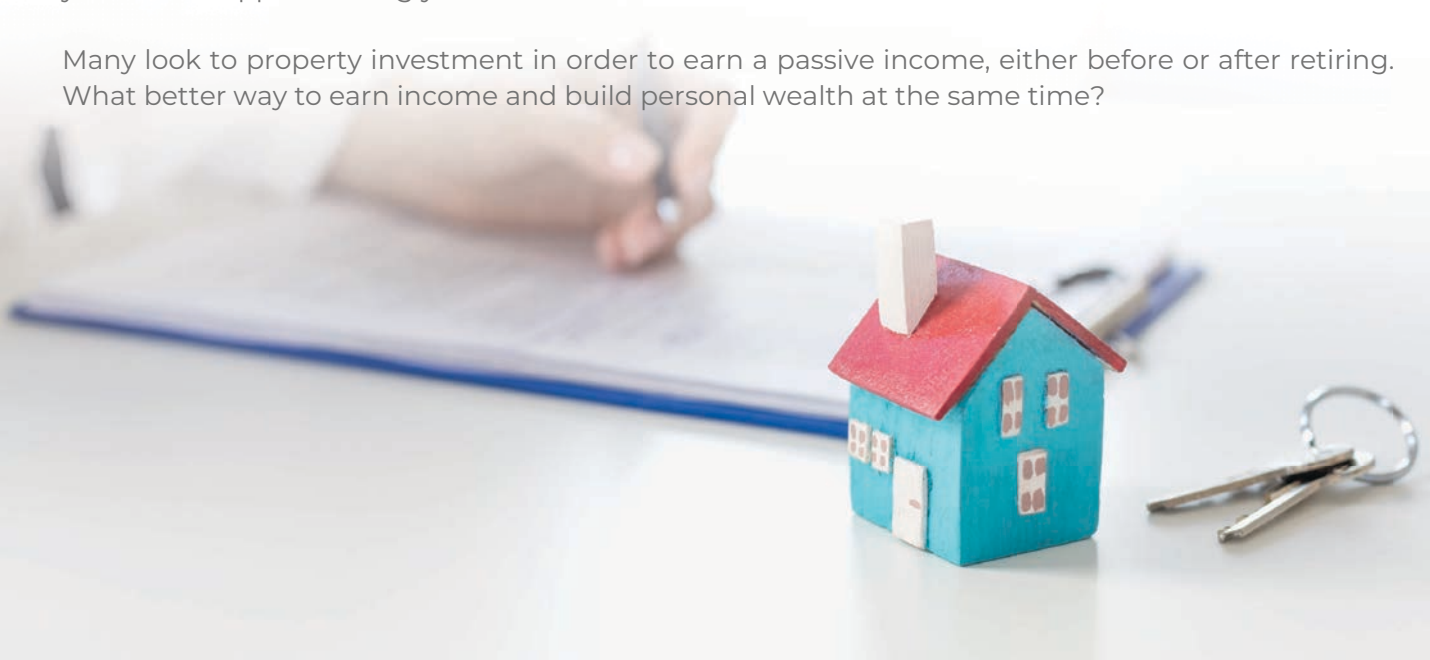 Many look to property investment in order to earn a passive income, either before or after retiring.
What better way to earn income and build personal wealth at the same time?